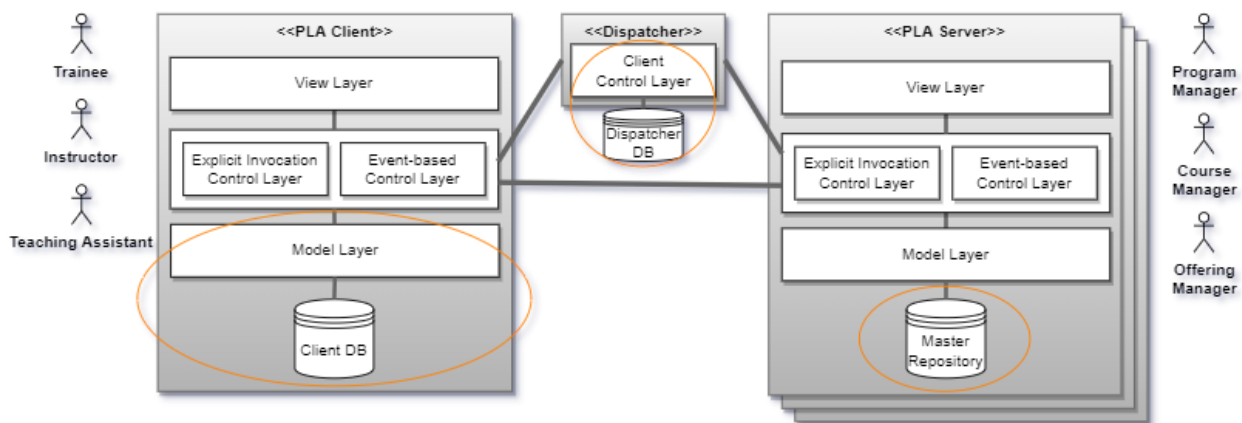 <<PLA Client>>
<<Dispatcher>>
<<PLA Server>>
Trainee
Instructor
Teaching Assistant
View Layer
Explicit Invocation
Control Layer
Event-based
Control Layer
Model Layer
Client DB
Client
Control Layer
Dispatcher
DB
View Layer
Explicit Invocation
Control Layer
Event-based
Control Layer
Model Layer
Master
Repository
Program
Manager
Course
Manager
Offering
Manager